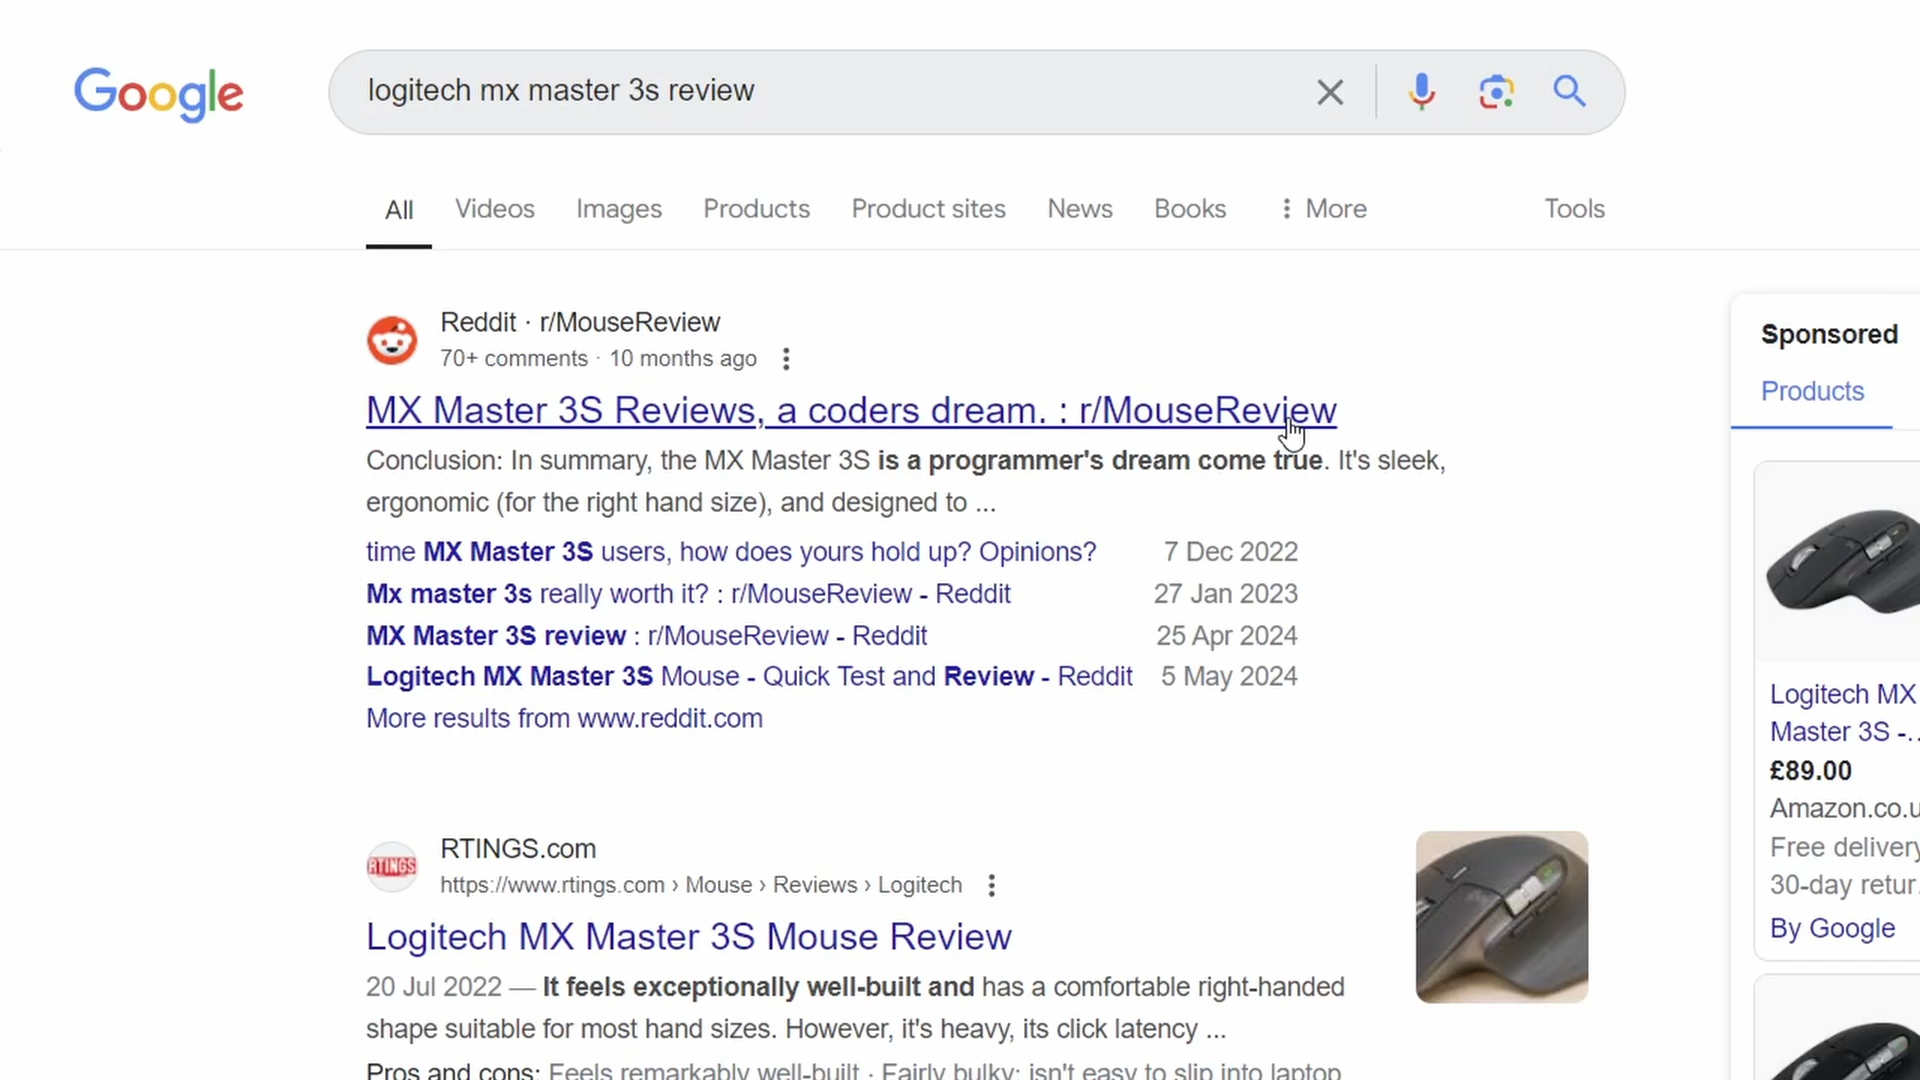 Google
logitech mx master 3s review
All
Videos
Images
Products
Product sites
News
Books
More
Tools
Reddit · r/MouseReview
70+ comments · 10 months ago
MX Master 3S Reviews, a coders dream. : r/MouseReview
Conclusion: In summary, the MX Master 3S is a programmer's dream come true. It's sleek,
ergonomic (for the right hand size), and designed to ...
time MX Master 3S users, how does yours hold up? Opinions? 7 Dec 2022
Mx master 3s really worth it? : r/MouseReview - Reddit 27 Jan 2023
MX Master 3S review : r/MouseReview - Reddit 25 Apr 2024
Logitech MX Master 3S Mouse - Quick Test and Review - Reddit 5 May 2024
More results from www.reddit.com
RTINGS
RTINGS.com
https://www.rtings.com › Mouse › Reviews › Logitech
Logitech MX Master 3S Mouse Review
20 Jul 2022 — It feels exceptionally well-built and has a comfortable right-handed
shape suitable for most hand sizes. However, it's heavy, its click latency ...
Pros and cons: Feels remarkably well-built · Fairly bulky; isn't easy to slip into laptop
Sponsored
Products
Logitech MX
Master 3S -..
£89.00
Amazon.co.u
Free delivery
30-day retur.
By Google